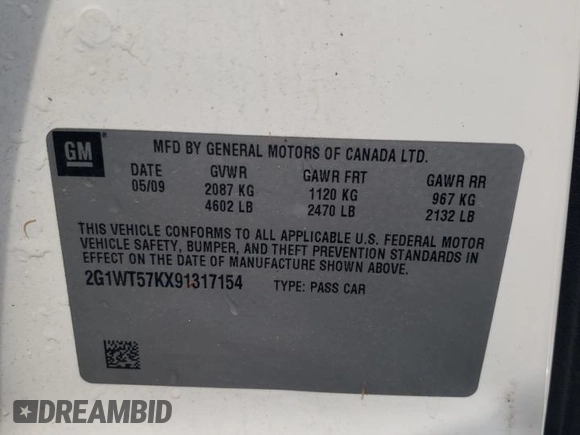 GM
MFD BY GENERAL MOTORS OF CANADA LTD.
DATE GVWR GAWR FRT GAWR RR
05/09 2087 KG 1120 KG 967 KG
4602 LB 2470 LB 2132 LB
THIS VEHICLE CONFORMS TO ALL APPLICABLE U.S. FEDERAL MOTOR
VEHICLE SAFETY, BUMPER, AND THEFT PREVENTION STANDARDS IN
EFFECT ON THE DATE OF MANUFACTURE SHOWN ABOVE.
2G1WT57KX91317154 TYPE: PASS CAR
DREAMBID